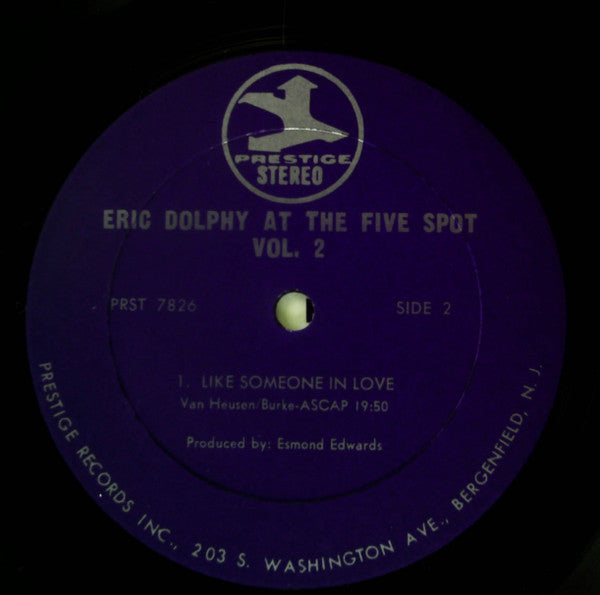 PRESTIGE
STEREO
ERIC DOLPHY AT THE FIVE SPOT
VOL. 2
PRST 7826
SIDE 2
1. LIKE SOMEONE IN LOVE
Van Heusen/Burke-ASCAP 19:50
Produced by: Esmond Edwards
PRESTIGE RECORDS INC., 203 S. WASHINGTON AVE., BERGENFIELD, N. J.